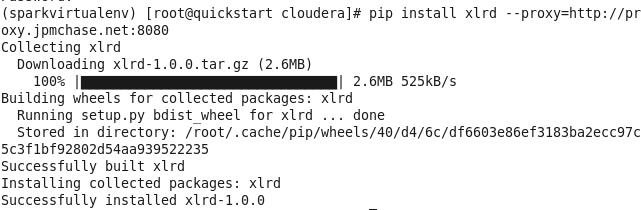 (sparkvirtualenv) [root@quickstart cloudera]# pip install xlrd --proxy=http://pr
oxy.jpmchase.net:8080
Collecting xlrd
  Downloading xlrd-1.0.0.tar.gz (2.6MB)
    100% |████████████████████████████████| 2.6MB 525kB/s
Building wheels for collected packages: xlrd
  Running setup.py bdist_wheel for xlrd ... done
  Stored in directory: /root/.cache/pip/wheels/40/d4/6c/df6603e86ef3183ba2ecc97c
5c3f1bf92802d54aa939522235
Successfully built xlrd
Installing collected packages: xlrd
Successfully installed xlrd-1.0.0